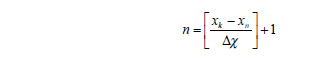 n = [ (x_k − x_n) / Δχ ] + 1